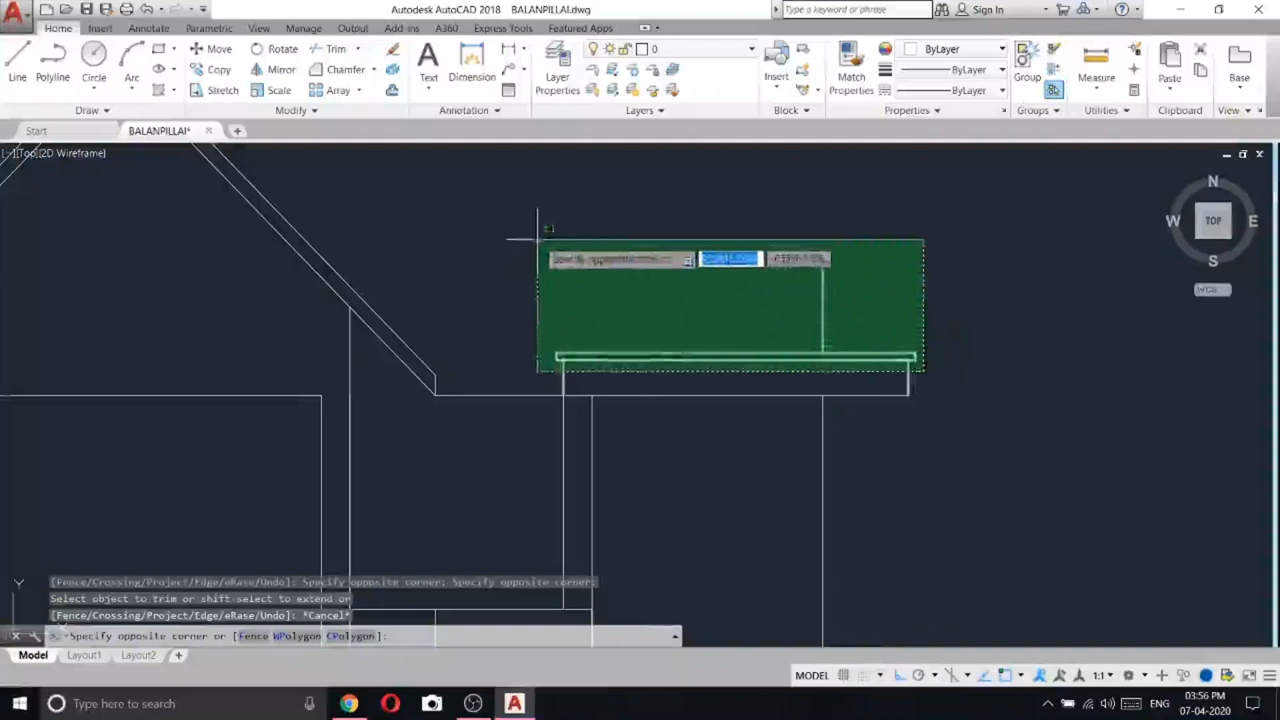 Autodesk AutoCAD 2018 BALANPILLAI.dwg
Type a keyword or phrase
Sign In
Home Insert Annotate Parametric View Manage Output Add-ins A360 Express Tools Featured Apps
Line Polyline Circle Arc
Move Rotate Trim
Copy Mirror Chamfer
Stretch Scale Array
Text Dimension
Layer Properties
0
Insert
Match Properties
ByLayer
ByLayer
ByLayer
Group
Measure
Paste
Base
Draw Modify Annotation Layers Block Properties Groups Utilities Clipboard View
Start BALANPILLAI*
[-][Top][2D Wireframe]
N
W TOP E
S
WCS
Y
[Fence/Crossing/Project/Edge/eRase/Undo]: Specify opposite corner: Specify opposite corner:
Select object to trim or shift-select to extend or
[Fence/Crossing/Project/Edge/eRase/Undo]: *Cancel*
Specify opposite corner or [Fence WPolygon CPolygon]:
Model Layout1 Layout2 +
MODEL 1:1
Type here to search
03:56 PM
07-04-2020